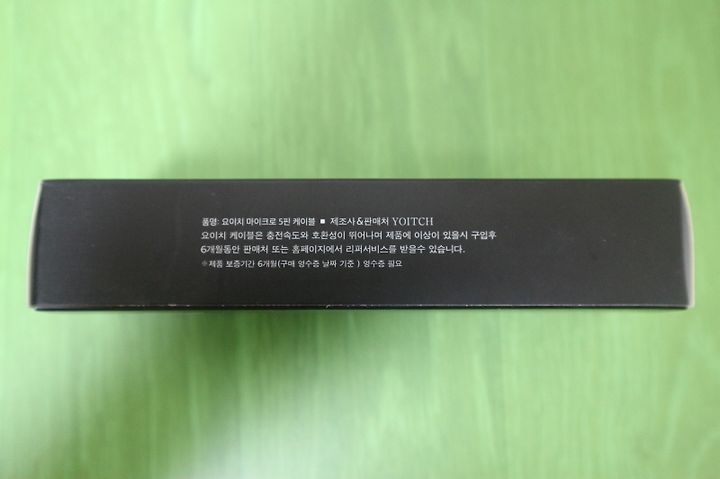 품명: 요이치 마이크로 5핀 케이블 ■ 제조사&판매처 YOITCH
요이치 케이블은 충전속도와 호환성이 뛰어나며 제품에 이상이 있을시 구입후
6개월동안 판매처 또는 홈페이지에서 리퍼서비스를 받을수 있습니다.
※제품 보증기간 6개월(구매 영수증 날짜 기준 ) 영수증 필요